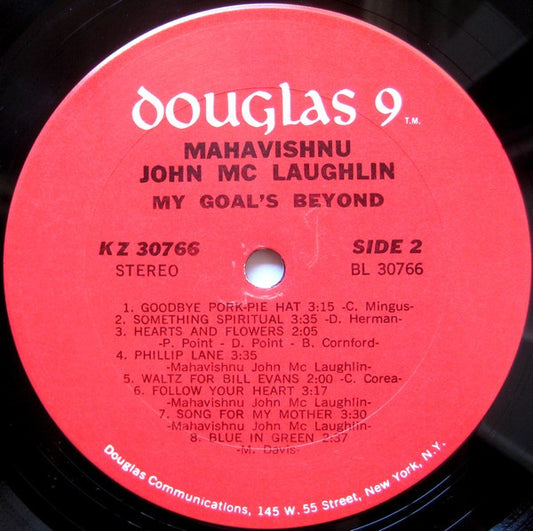 Douglas 9 T.M.
MAHAVISHNU
JOHN MC LAUGHLIN
MY GOAL'S BEYOND
KZ 30766 SIDE 2
STEREO BL 30766
1. GOODBYE PORK-PIE HAT 3:15 -C. Mingus-
2. SOMETHING SPIRITUAL 3:35 -D. Herman-
3. HEARTS AND FLOWERS 2:05
-P. Point - D. Point - B. Cornford-
4. PHILLIP LANE 3:35
-Mahavishnu John Mc Laughlin-
5. WALTZ FOR BILL EVANS 2:00 -C. Corea-
6. FOLLOW YOUR HEART 3:17
-Mahavishnu John Mc Laughlin-
7. SONG FOR MY MOTHER 3:30
-Mahavishnu John Mc Laughlin-
8. BLUE IN GREEN 2:37
-M. Davis-
Douglas Communications, 145 W. 55 Street, New York, N.Y.